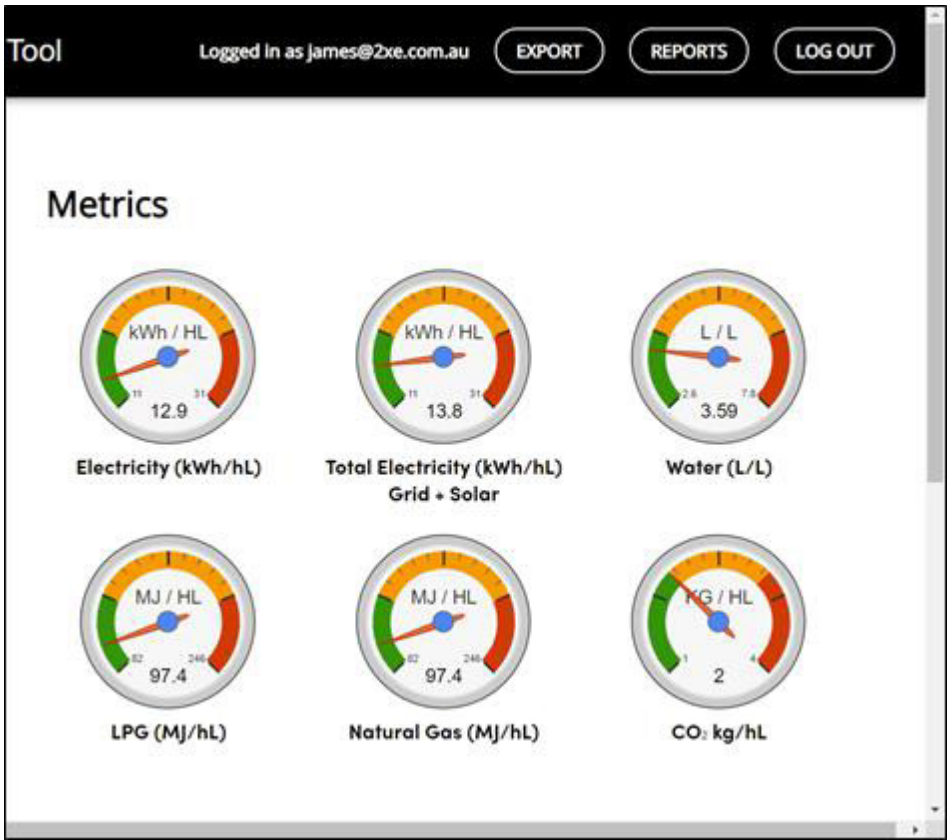 Tool Logged in as james@2xe.com.au EXPORT REPORTS LOG OUT
Metrics
kWh / HL kWh / HL L / L
11 31 11 31 2.6 7.8
12.9 13.8 3.59
Electricity (kWh/hL) Total Electricity (kWh/hL) Water (L/L)
Grid + Solar
MJ / HL MJ / HL KG / HL
82 246 82 246 1 4
97.4 97.4 2
LPG (MJ/hL) Natural Gas (MJ/hL) CO₂ kg/hL